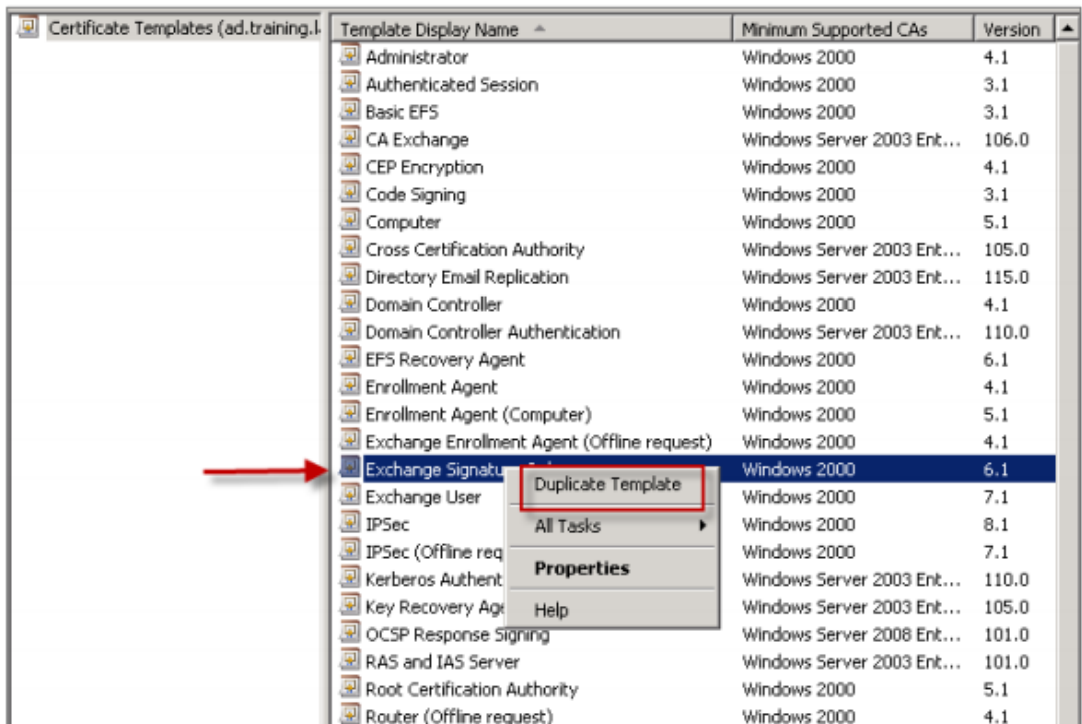 Certificate Templates (ad.training.l
Template Display Name Minimum Supported CAs Version
Administrator Windows 2000 4.1
Authenticated Session Windows 2000 3.1
Basic EFS Windows 2000 3.1
CA Exchange Windows Server 2003 Ent... 106.0
CEP Encryption Windows 2000 4.1
Code Signing Windows 2000 3.1
Computer Windows 2000 5.1
Cross Certification Authority Windows Server 2003 Ent... 105.0
Directory Email Replication Windows Server 2003 Ent... 115.0
Domain Controller Windows 2000 4.1
Domain Controller Authentication Windows Server 2003 Ent... 110.0
EFS Recovery Agent Windows 2000 6.1
Enrollment Agent Windows 2000 4.1
Enrollment Agent (Computer) Windows 2000 5.1
Exchange Enrollment Agent (Offline request) Windows 2000 4.1
Exchange Signatu Windows 2000 6.1
Duplicate Template
Exchange User Windows 2000 7.1
IPSec Windows 2000 8.1
All Tasks
IPSec (Offline req Windows 2000 7.1
Properties
Kerberos Authent Windows Server 2003 Ent... 110.0
Key Recovery Age Windows Server 2003 Ent... 105.0
Help
OCSP Response Signing Windows Server 2008 Ent... 101.0
RAS and IAS Server Windows Server 2003 Ent... 101.0
Root Certification Authority Windows 2000 5.1
Router (Offline request) Windows 2000 4.1